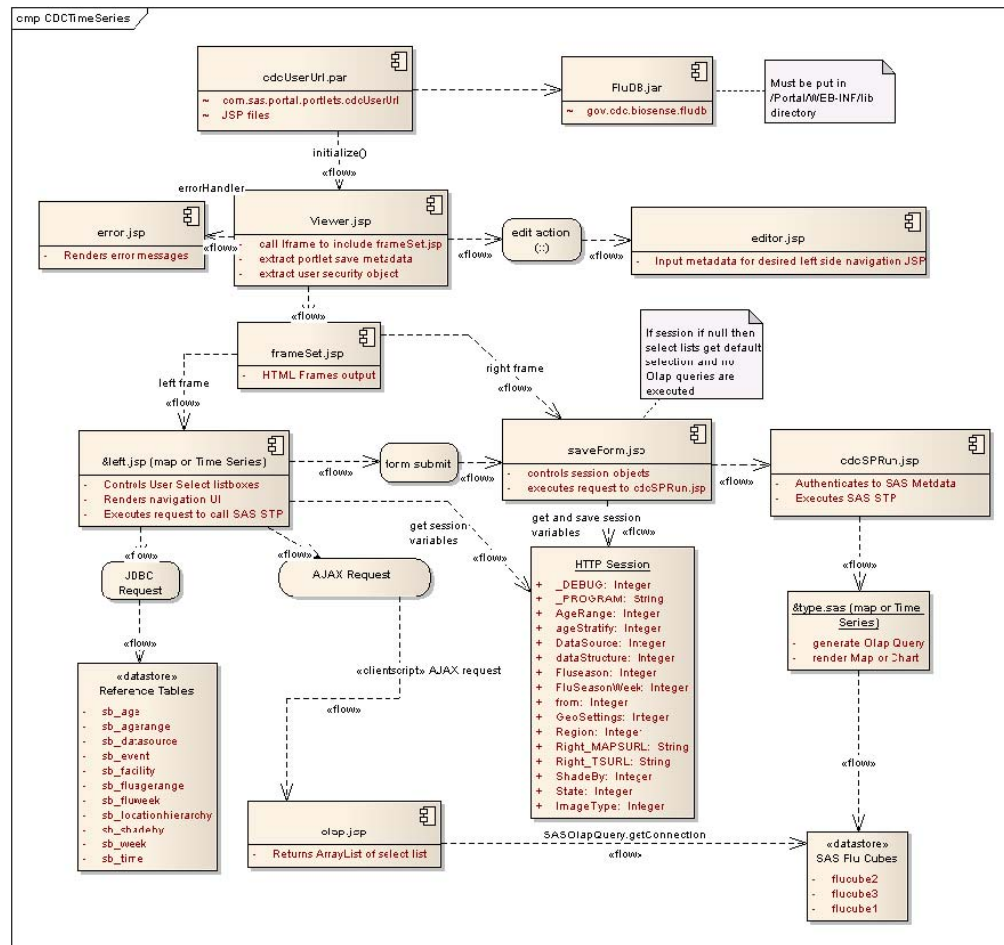 cmp CDCTimeSeries
cdcUserUrl.par
~ com.sas.portal.portlets.cdcUserUrl
~ JSP files
FluDB.jar
~ gov.cdc.biosense.fludb
Must be put in
/Portal/WEB-INF/lib
directory
initialize()
«flow»
errorHandler
«flow»
error.jsp
- Renders error messages
Viewer.jsp
- call Iframe to include frameSet.jsp
- extract portlet save metadata
- extract user security object
«flow»
edit action
(::)
«flow»
editor.jsp
- Input metadata for desired left side navigation JSP
«flow»
frameSet.jsp
- HTML Frames output
If session if null then
select lists get default
selection and no
Olap queries are
executed
left frame
«flow»
right frame
«flow»
&left.jsp (map or Time Series)
- Controls User Select listboxes
- Renders navigation UI
- Executes request to call SAS STP
«flow»
form submit
«flow»
saveForm.jsp
- controls session objects
- executes request to cdcSPRun.jsp
«flow»
cdcSPRun.jsp
- Authenticates to SAS Metdata
- Executes SAS STP
get session
variables
«flow»
get and save session
variables
«flow»
«flow»
JDBC
Request
«flow»
AJAX Request
«flow»
«flow»
HTTP Session
+ _DEBUG: Integer
+ _PROGRAM: String
+ AgeRange: Integer
+ ageStratify: Integer
+ DataSource: Integer
+ dataStructure: Integer
+ Fluseason: Integer
+ FluSeasonWeek: Integer
+ from: Integer
+ GeoSettings: Integer
+ Region: Integer
+ Right_MAPSURL: String
+ Right_TSURL: String
+ ShadeBy: Integer
+ State: Integer
+ ImageType: Integer
&type.sas (map or Time
Series)
- generate Olap Query
- render Map or Chart
«flow»
«datastore»
Reference Tables
- sb_age
- sb_agerange
- sb_datasource
- sb_event
- sb_facility
- sb_fluagerange
- sb_fluweek
- sb_locationhierarchy
- sb_shadeby
- sb_week
- sb_time
«clientscript» AJAX request
«flow»
olap.jsp
- Returns ArrayList of select list
SASOlapQuery.getConnection
«flow»
«datastore»
SAS Flu Cubes
- flucube2
- flucube3
- flucube1